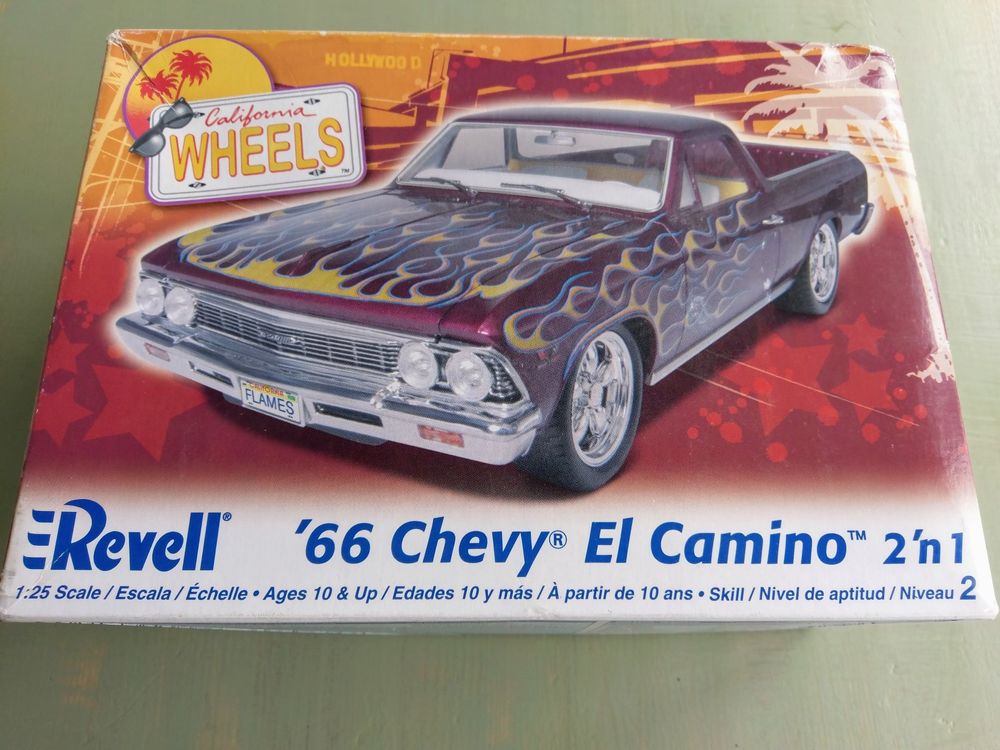 HOLLYWOOD
California
WHEELS™
FLAMES
Revell®
'66 Chevy® El Camino™ 2'n1
1:25 Scale / Escala / Échelle • Ages 10 & Up / Edades 10 y más / À partir de 10 ans • Skill / Nivel de aptitud / Niveau 2